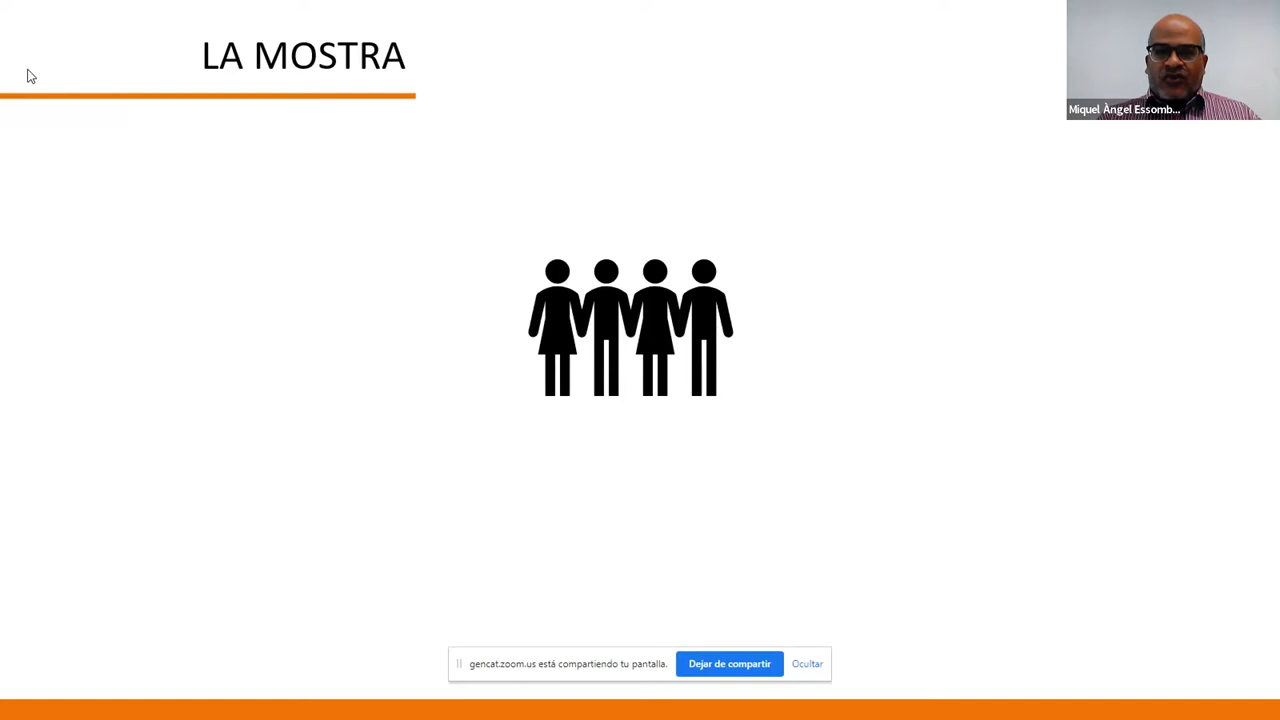 LA MOSTRA
Miquel Àngel Essomb...
gencat.zoom.us está compartiendo tu pantalla.
Dejar de compartir
Ocultar